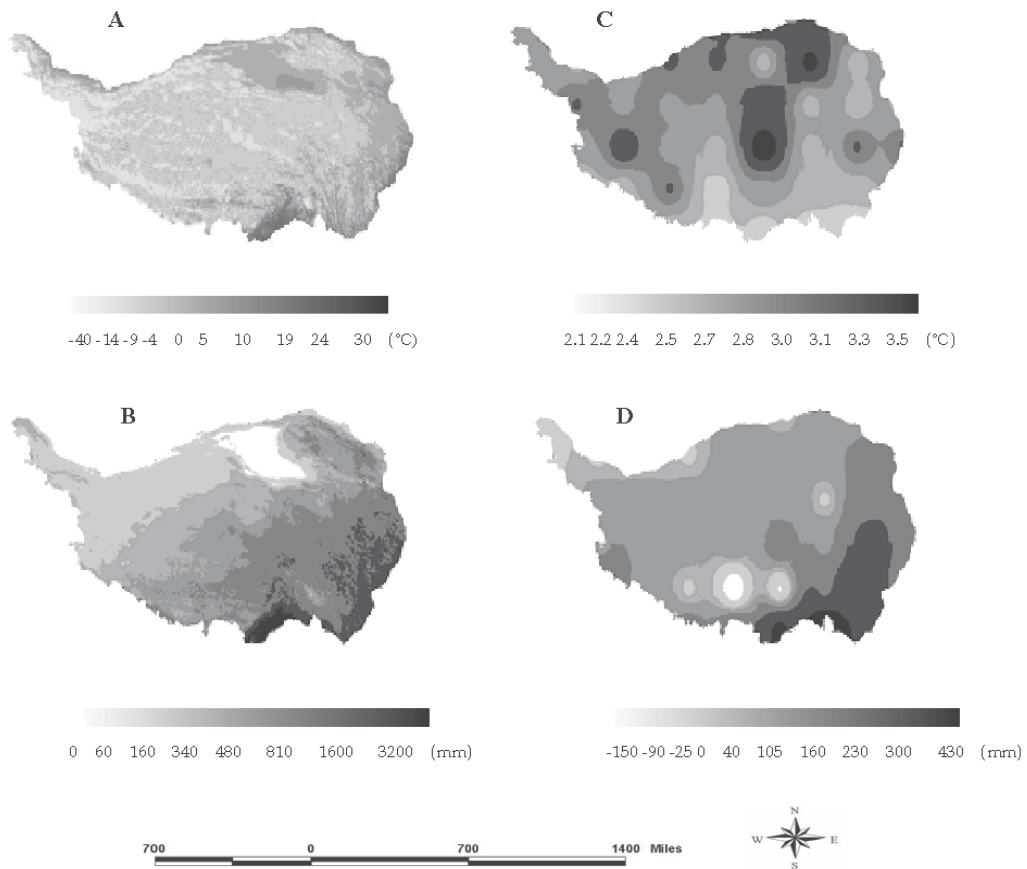 A
C
-40 -14 -9 -4 0 5 10 19 24 30 (°C)
2.1 2.2 2.4 2.5 2.7 2.8 3.0 3.1 3.3 3.5 (°C)
B
D
0 60 160 340 480 810 1600 3200 (mm)
-150 -90 -25 0 40 105 160 230 300 430 (mm)
N
W E
S
700 0 700 1400 Miles